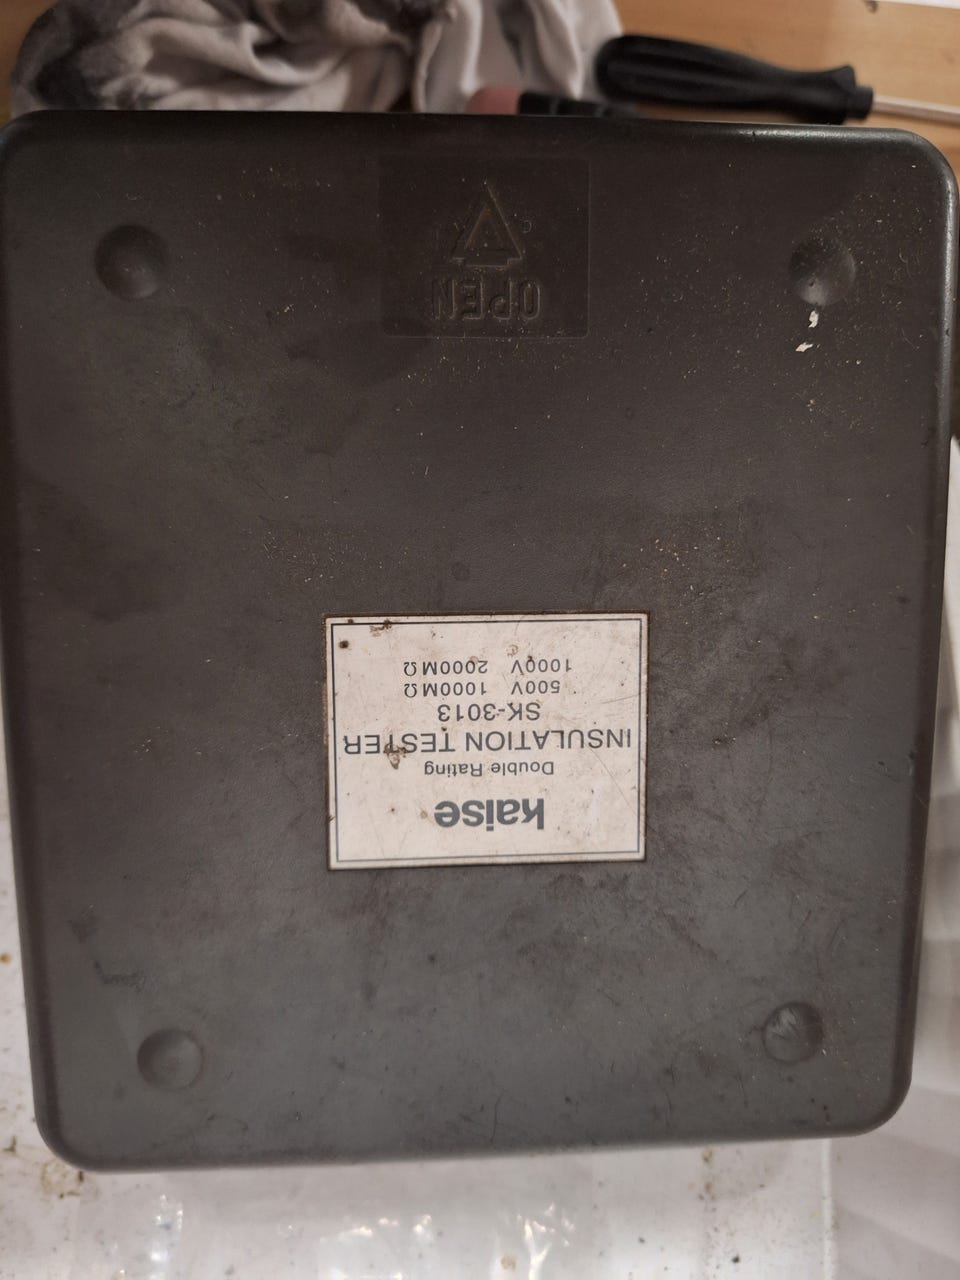 kaise
Double Rating
INSULATION TESTER
SK-3013
500V 1000MΩ
1000V 2000MΩ
OPEN